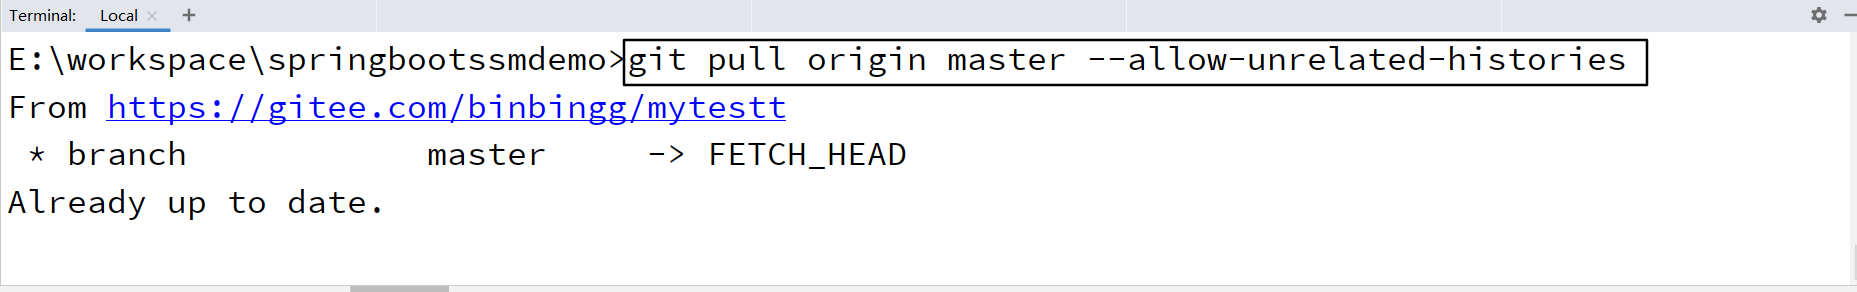 Terminal: Local × +
E:\workspace\springbootssmdemo>git pull origin master --allow-unrelated-histories
From https://gitee.com/binbingg/mytestt
 * branch            master     -> FETCH_HEAD
Already up to date.